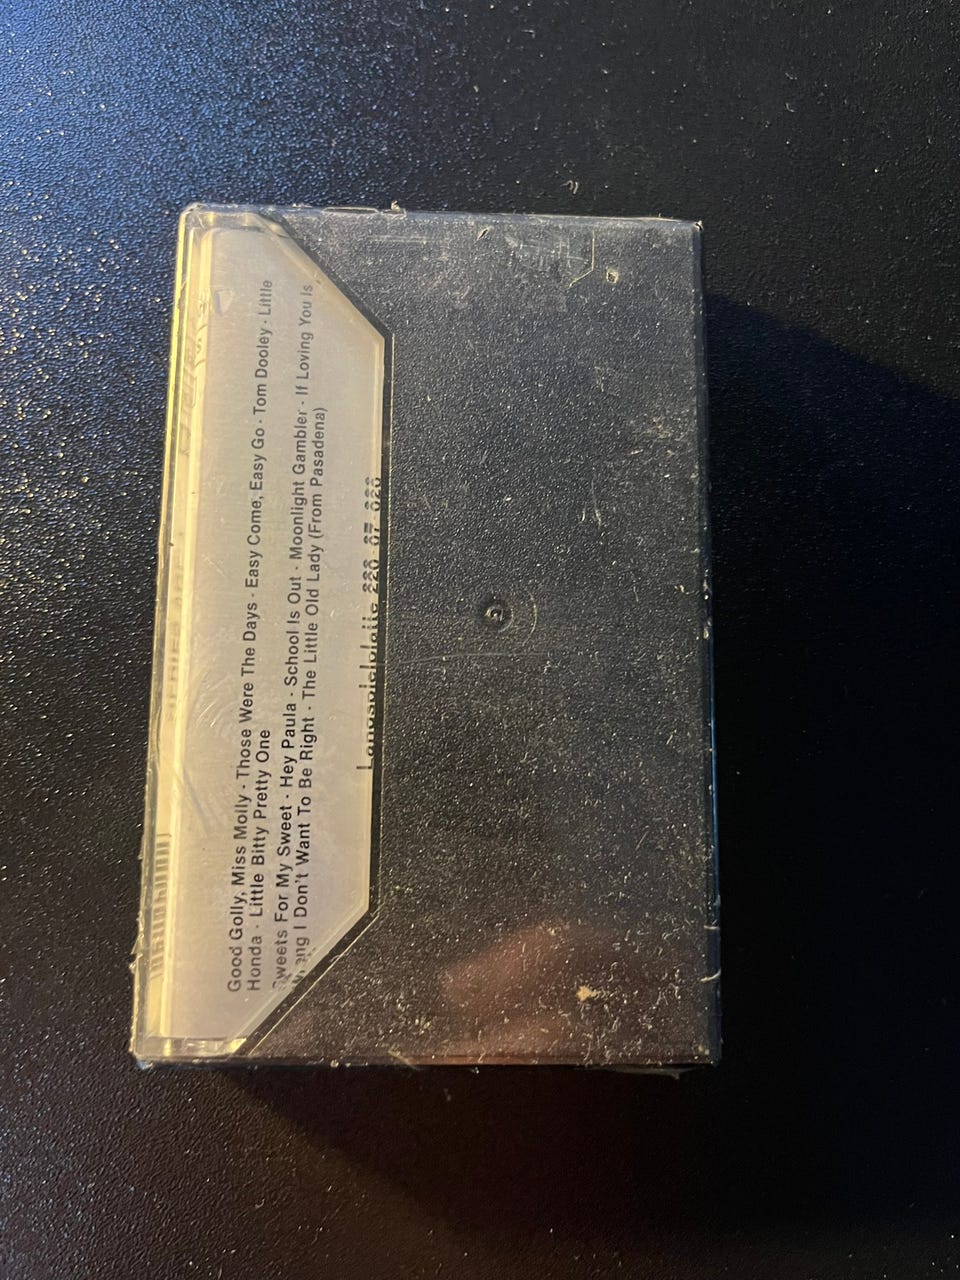 Good Golly, Miss Molly · Those Were The Days · Easy Come, Easy Go · Tom Dooley · Little
Honda · Little Bitty Pretty One
Sweets For My Sweet · Hey Paula · School Is Out · Moonlight Gambler · If Loving You Is
Wrong I Don't Want To Be Right · The Little Old Lady (From Pasadena)